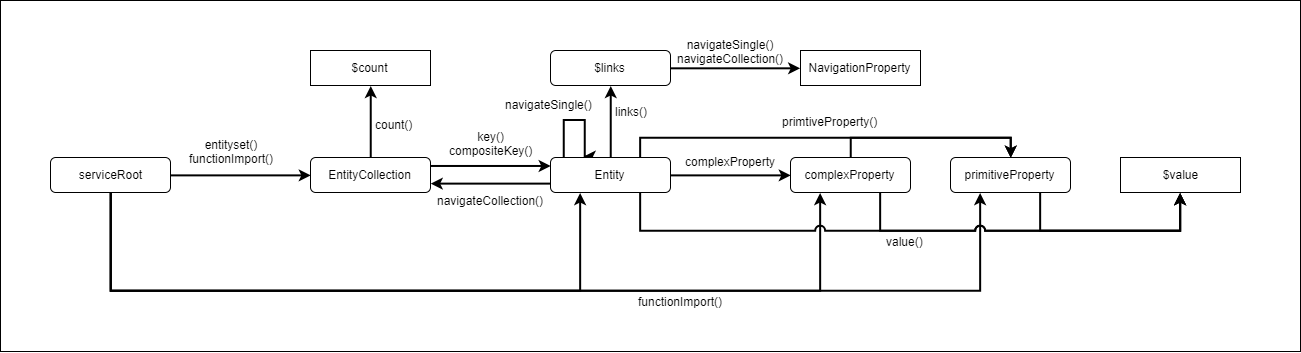 navigateSingle()
navigateCollection()
$count
$links
NavigationProperty
navigateSingle()
links()
count()
primtiveProperty()
key()
compositeKey()
entityset()
functionImport()
complexProperty
serviceRoot
EntityCollection
Entity
complexProperty
primitiveProperty
$value
navigateCollection()
value()
functionImport()